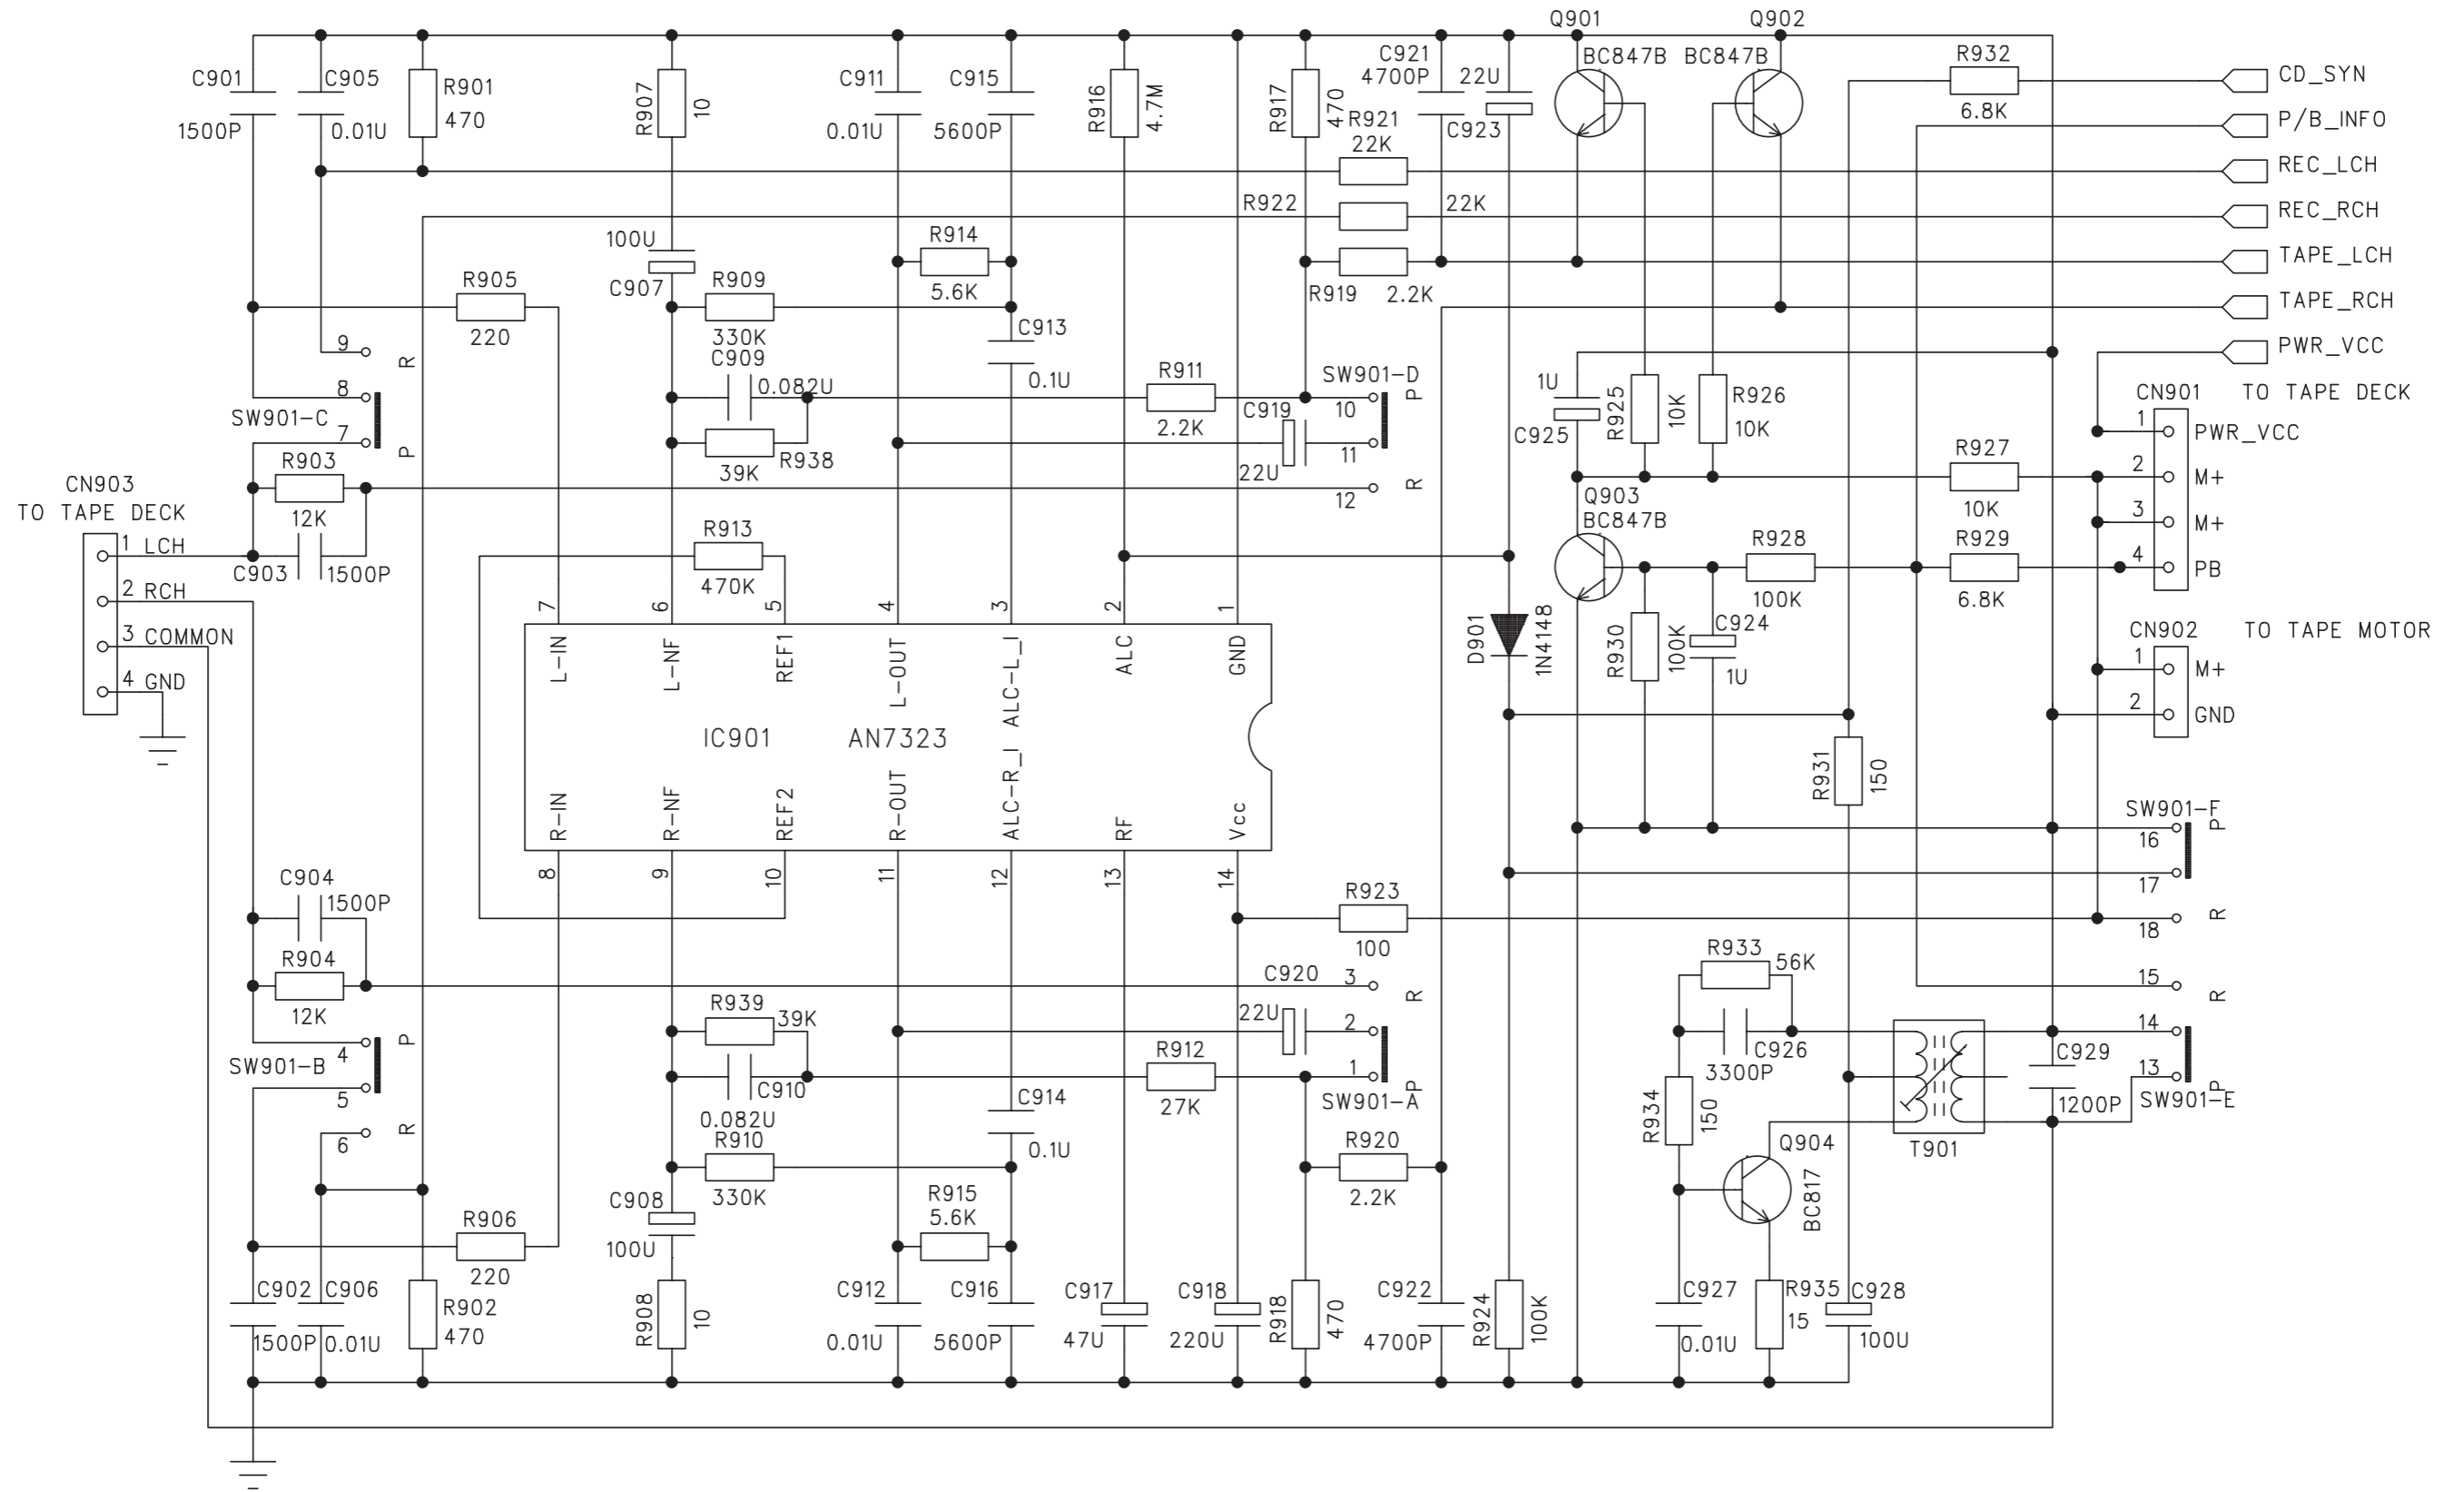 Q901 Q902
C901 C905 R901 470 1500P 0.01U
R907 10
C911 C915 0.01U 5600P
R916 4.7M
R917 470
C921 4700P 22U C923
BC847B BC847B
R932 6.8K
CD_SYN
P/B_INFO
REC_LCH
REC_RCH
TAPE_LCH
TAPE_RCH
PWR_VCC
R921 22K
R922 22K
R919 2.2K
100U C907
R914 5.6K
R905 220
R909 330K
C909 0.082U
R938 39K
C913 0.1U
R911 2.2K
C919 22U
SW901-D P 10 11 12 R
9 R 8 SW901-C 7 P
R903 12K
C903 1500P
1U C925
R925 10K
R926 10K
R927 10K
CN901 TO TAPE DECK
1 PWR_VCC
2 M+
3 M+
4 PB
CN903
TO TAPE DECK
1 LCH
2 RCH
3 COMMON
4 GND
R913 470K
Q903 BC847B
R928 100K
R929 6.8K
R930 100K
C924 1U
D901 1N4148
CN902 TO TAPE MOTOR
1 M+
2 GND
7 6 5 4 3 2 1
L-IN L-NF REF1 L-OUT ALC-L_I ALC GND
IC901 AN7323
R-IN R-NF REF2 R-OUT ALC-R_I RF Vcc
8 9 10 11 12 13 14
R931 150
SW901-F P 16 17 18 R
R923 100
C904 1500P
R904 12K
C920 22U
3 R 2 1 P SW901-A
R939 39K
C910 0.082U
R912 27K
R910 330K
C914 0.1U
SW901-B 4 P 5 6 R
R933 56K
C926 3300P
R934 150
15 R 14 13 P SW901-E
C929 1200P
T901
Q904 BC817
R920 2.2K
C908 100U
R915 5.6K
R906 220
C902 1500P
C906 0.01U
R902 470
R908 10
C912 0.01U
C916 5600P
C917 47U
C918 220U
R918 470
C922 4700P
R924 100K
C927 0.01U
R935 15
C928 100U